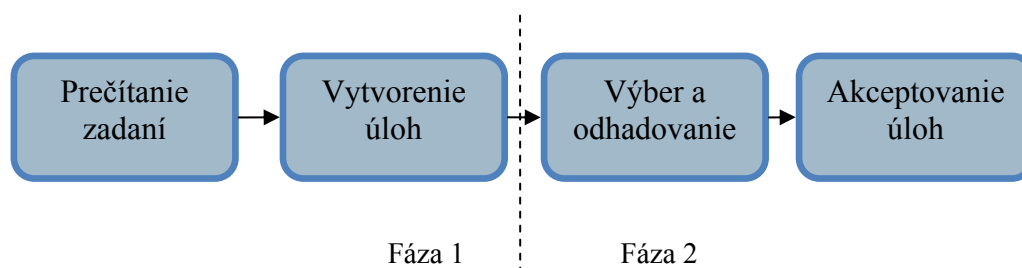 Prečítanie
zadaní
Vytvorenie
úloh
Výber a
odhadovanie
Akceptovanie
úloh
Fáza 1
Fáza 2